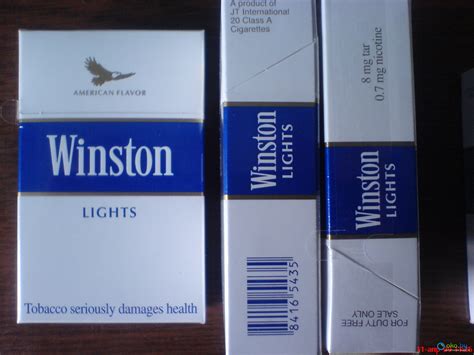 AMERICAN FLAVOR
Winston
LIGHTS
Tobacco seriously damages health
A product of
JT International
20 Class A
Cigarettes
Winston
LIGHTS
84165435
8 mg tar
0.7 mg nicotine
Winston
LIGHTS
FOR DUTY FREE
SALE ONLY